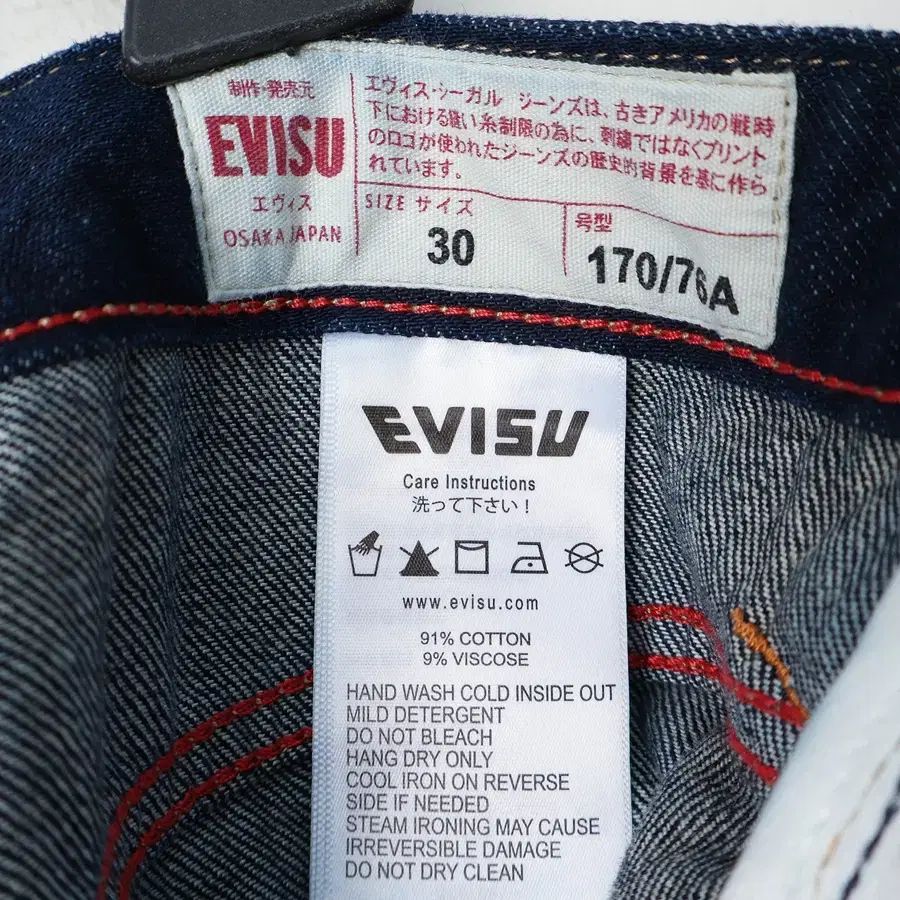 制作・発売元
EVISU
エヴィス
OSAKA JAPAN
エヴィス・シーガル ジーンズは、古きアメリカの戦時
下における縫い糸制限の為に、刺繍ではなくプリント
のロゴが使われたジーンズの歴史的背景を基に作ら
れています。
SIZE サイズ
30
号型
170/76A
EVISU
Care Instructions
洗って下さい！
www.evisu.com
91% COTTON
9% VISCOSE
HAND WASH COLD INSIDE OUT
MILD DETERGENT
DO NOT BLEACH
HANG DRY ONLY
COOL IRON ON REVERSE
SIDE IF NEEDED
STEAM IRONING MAY CAUSE
IRREVERSIBLE DAMAGE
DO NOT DRY CLEAN